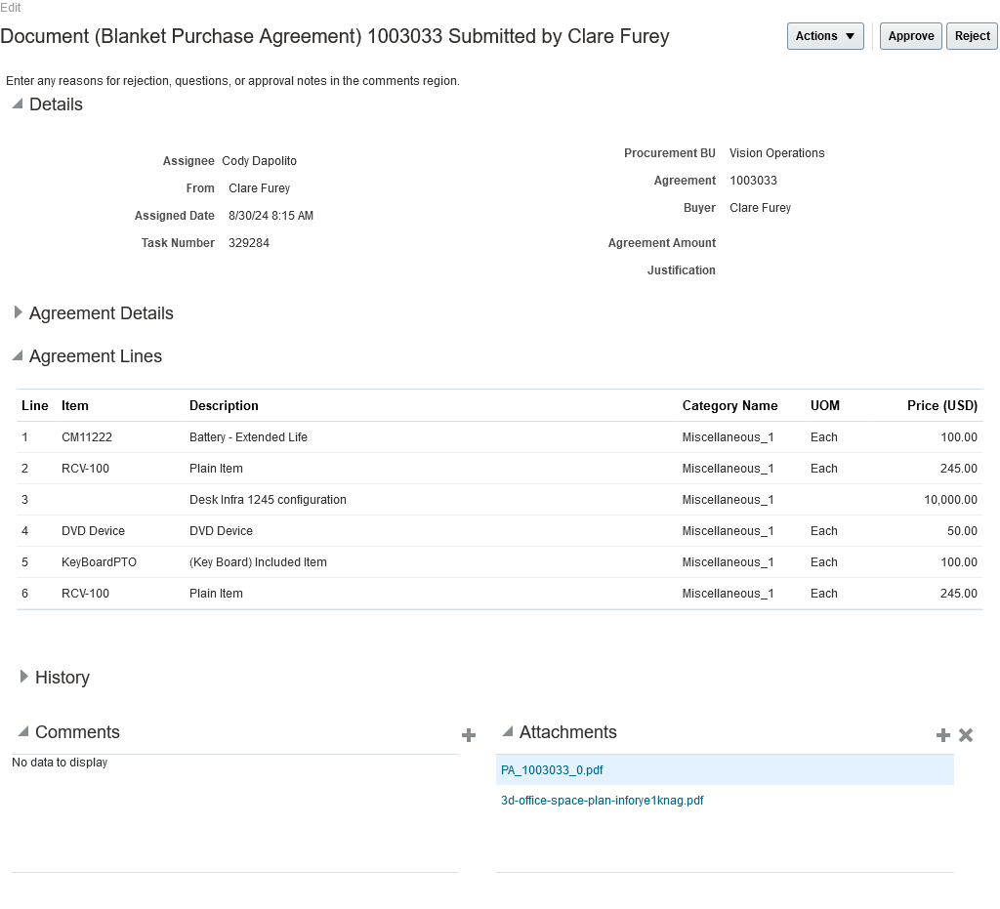 Edit
Document (Blanket Purchase Agreement) 1003033 Submitted by Clare Furey
Actions
Approve
Reject
Enter any reasons for rejection, questions, or approval notes in the comments region.
Details
Assignee Cody Dapolito
From Clare Furey
Assigned Date 8/30/24 8:15 AM
Task Number 329284
Procurement BU Vision Operations
Agreement 1003033
Buyer Clare Furey
Agreement Amount
Justification
Agreement Details
Agreement Lines
Line Item Description Category Name UOM Price (USD)
1 CM11222 Battery - Extended Life Miscellaneous_1 Each 100.00
2 RCV-100 Plain Item Miscellaneous_1 Each 245.00
3 Desk Infra 1245 configuration Miscellaneous_1 10,000.00
4 DVD Device DVD Device Miscellaneous_1 Each 50.00
5 KeyBoardPTO (Key Board) Included Item Miscellaneous_1 Each 100.00
6 RCV-100 Plain Item Miscellaneous_1 Each 245.00
History
Comments
No data to display
Attachments
PA_1003033_0.pdf
3d-office-space-plan-inforye1knag.pdf